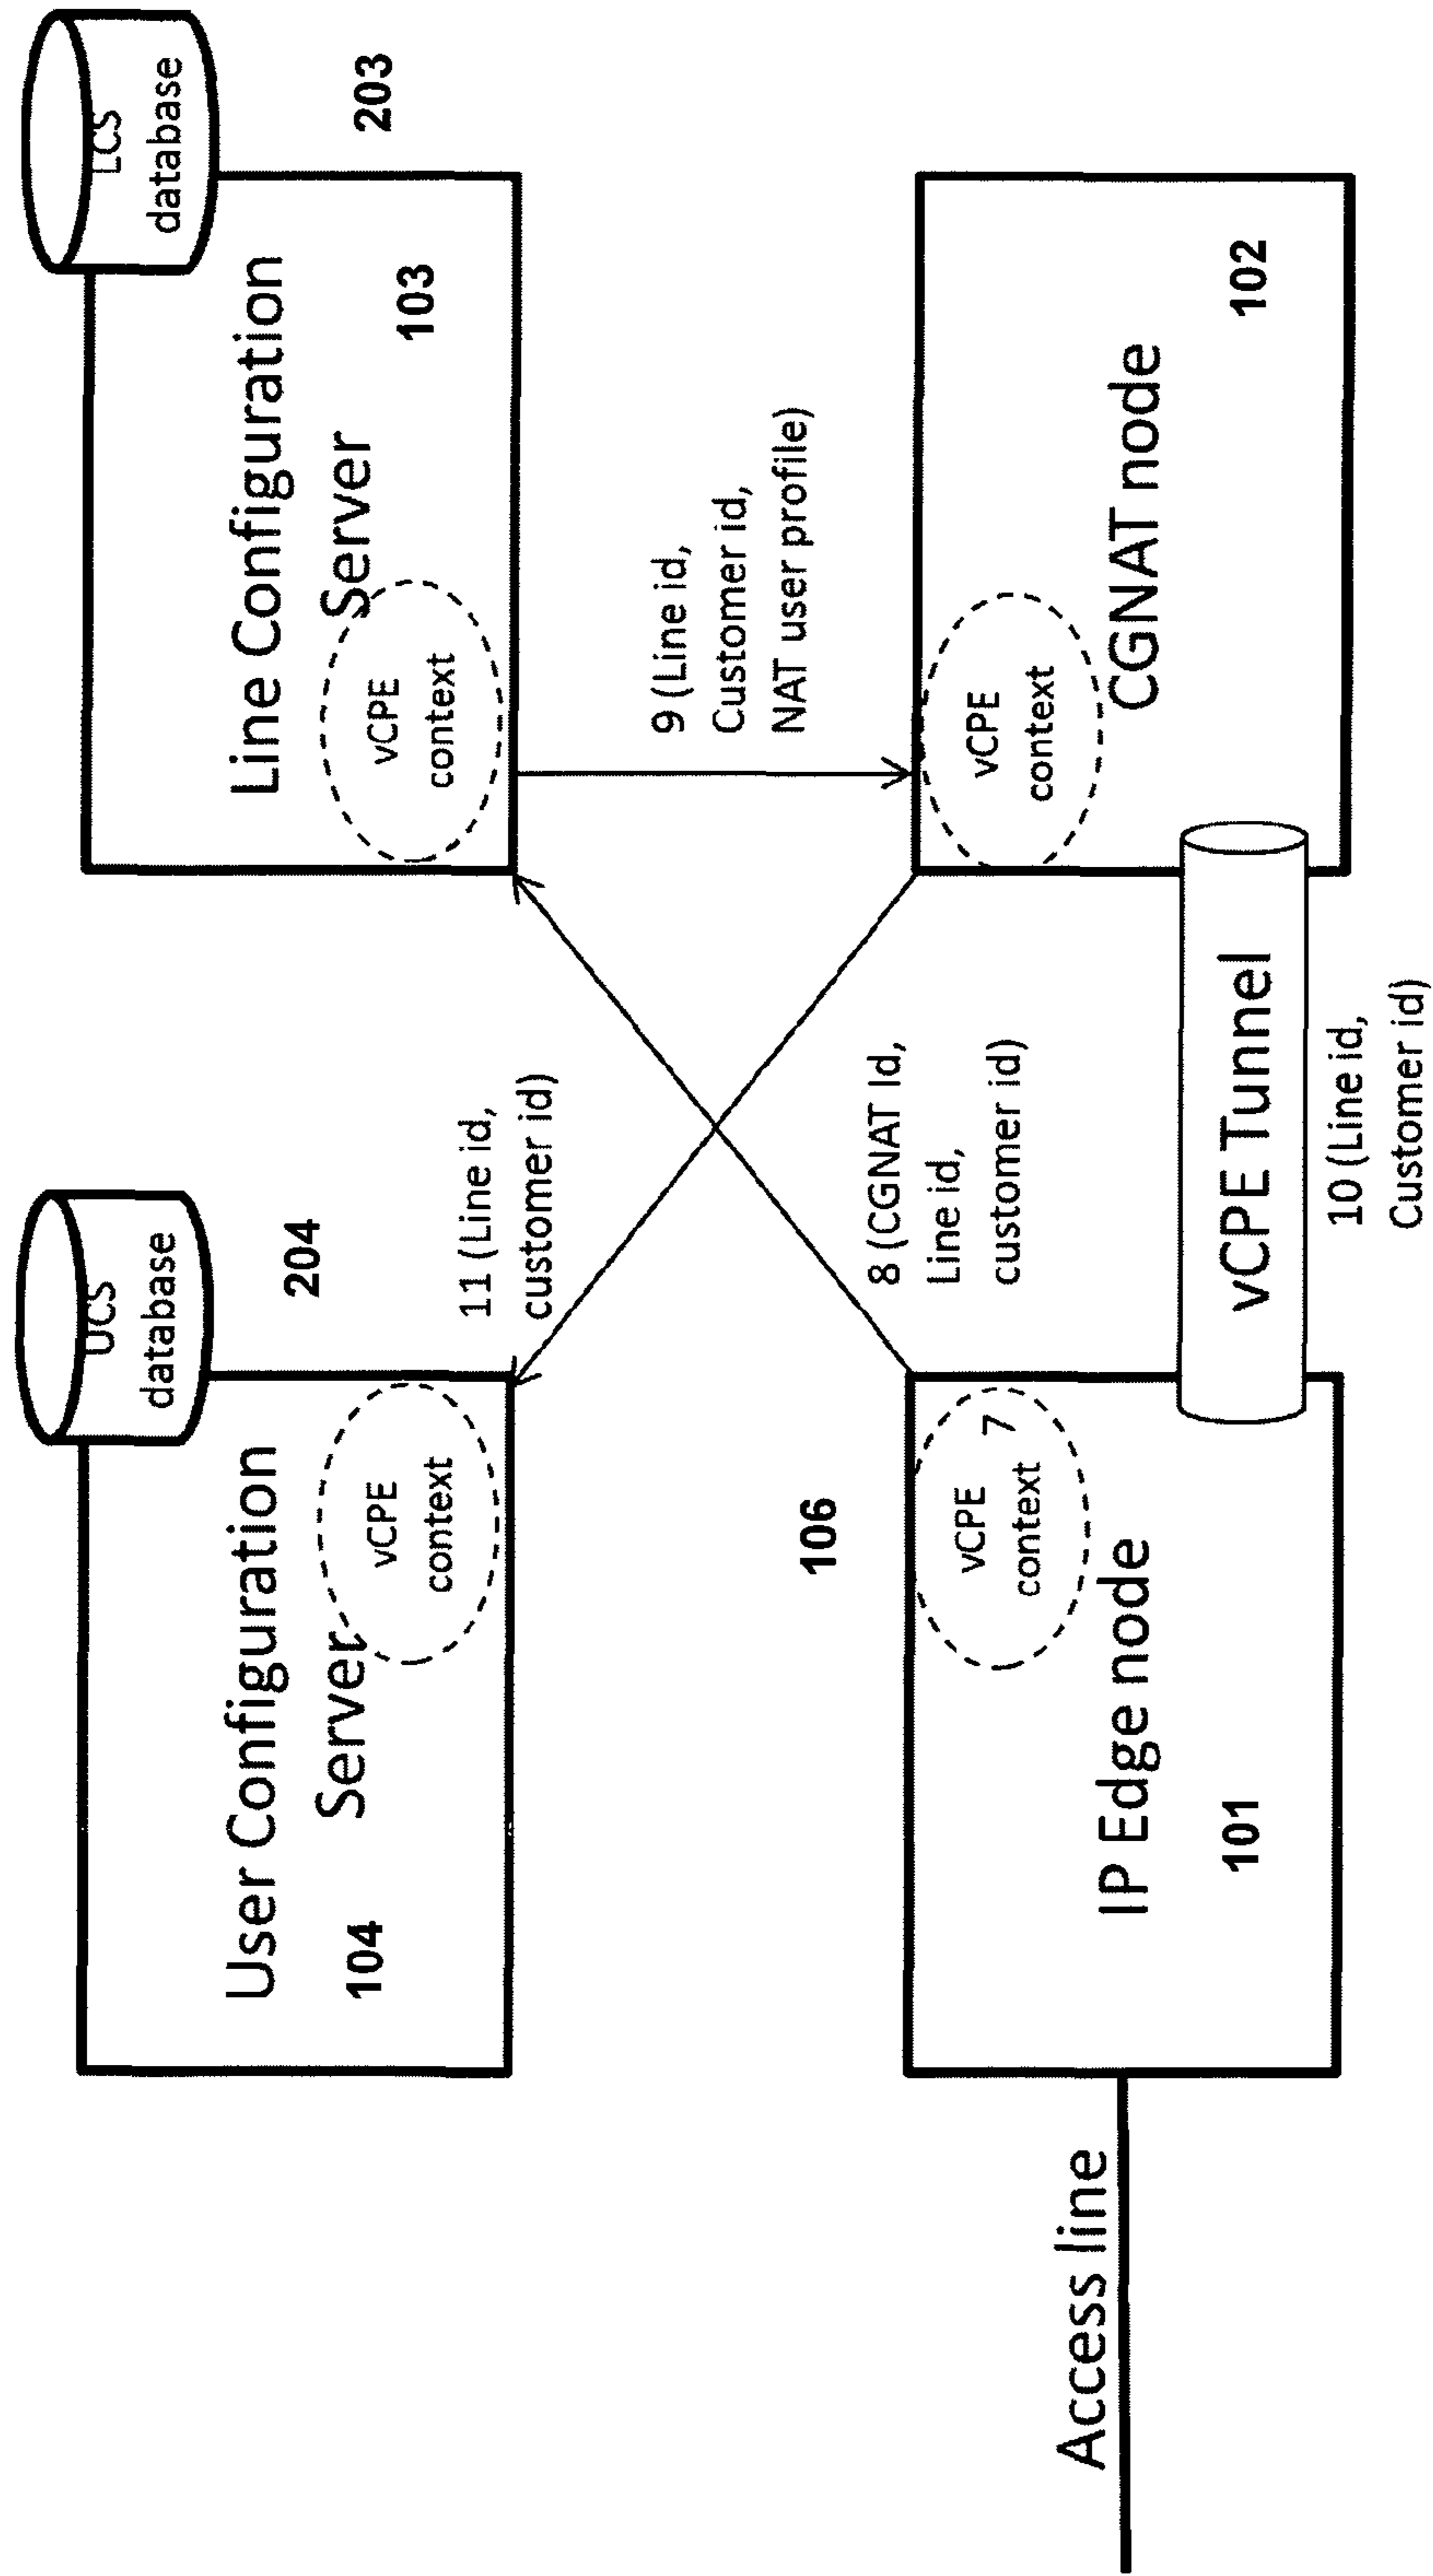 UCS
database
204
User Configuration
Server
104
vCPE
context
LCS
database
203
Line Configuration
Server
103
vCPE
context
11 (Line id,
customer id)
9 (Line id,
Customer id,
NAT user profile)
8 (CGNAT Id,
Line id,
customer id)
106
vCPE
context 7
IP Edge node
101
Access line
vCPE Tunnel
10 (Line id,
Customer id)
vCPE
context
CGNAT node
102